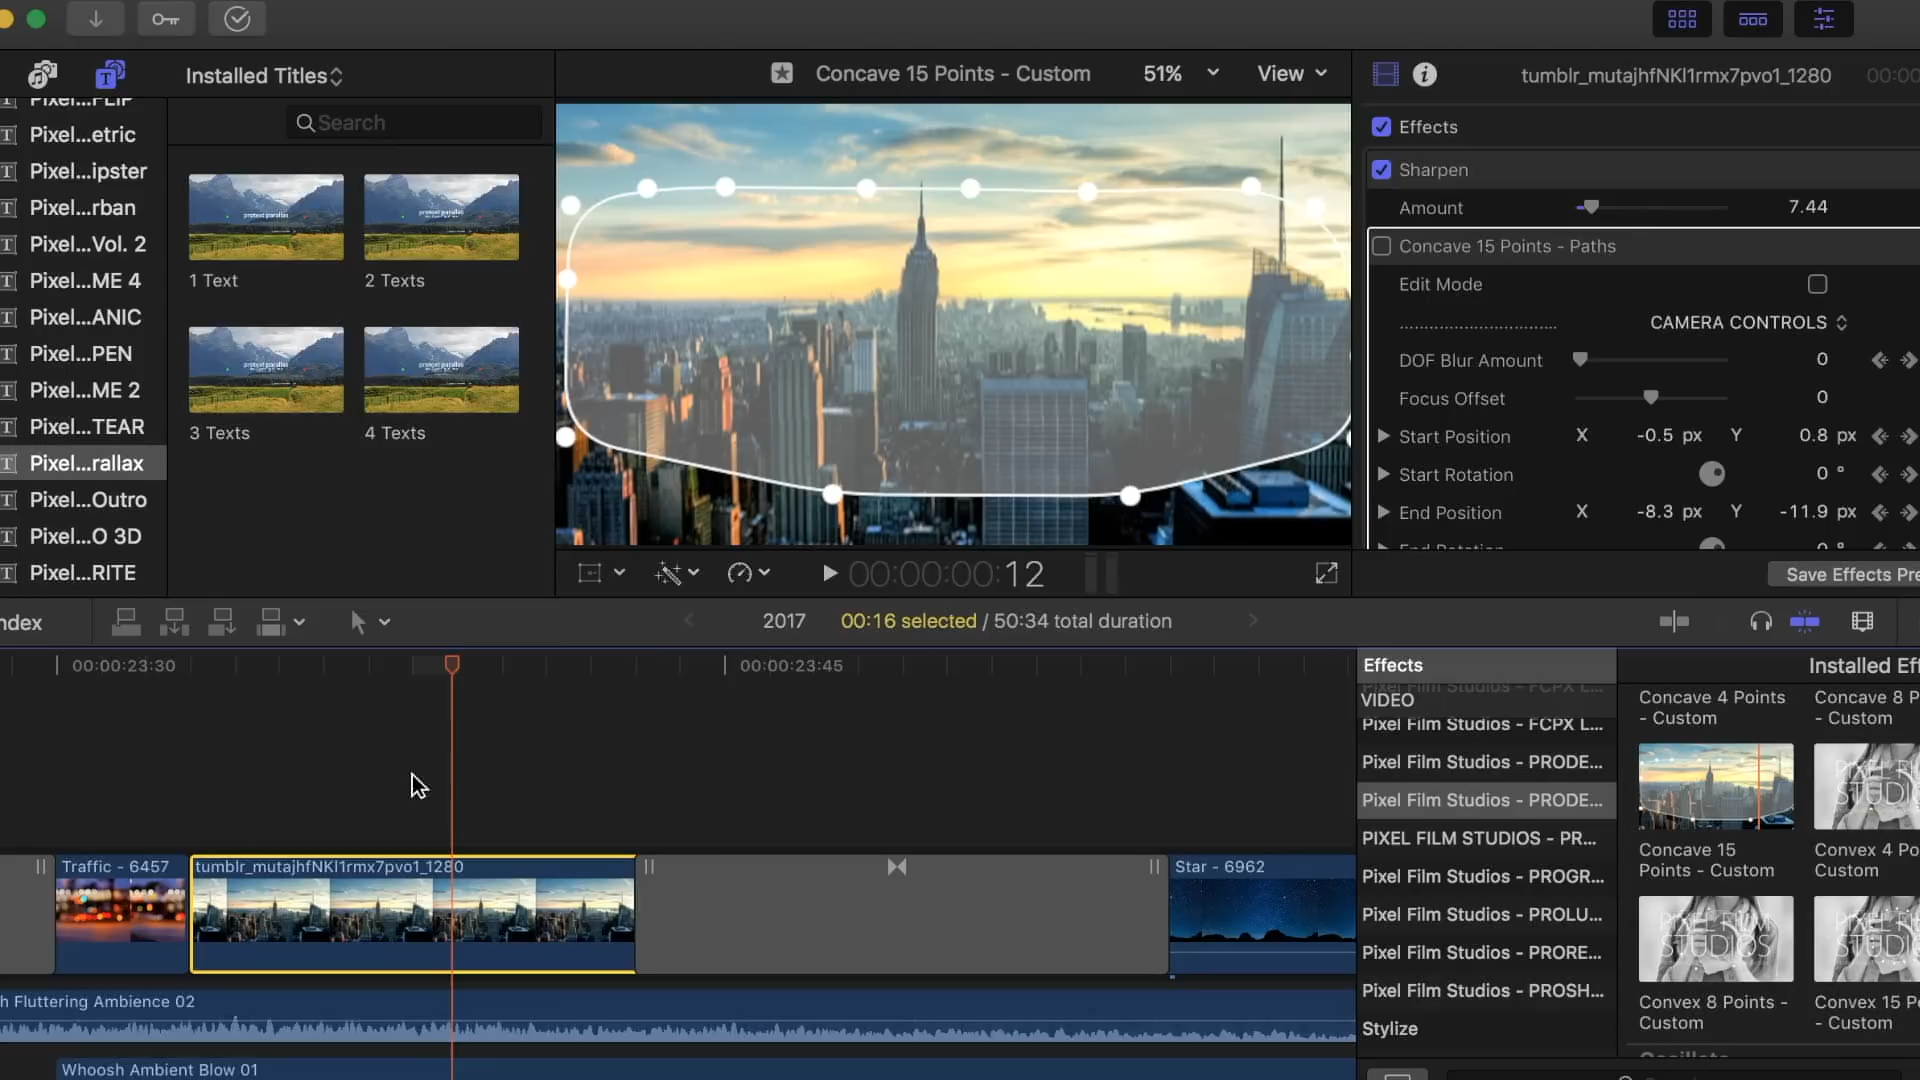 Installed Titles
Concave 15 Points - Custom
51%
View
tumblr_mutajhfNKl1rmx7pvo1_1280
00:00
Search
Pixel...FLIP
Pixel...etric
Pixel...ipster
Pixel...rban
Pixel...Vol. 2
Pixel...ME 4
Pixel...ANIC
Pixel...PEN
Pixel...ME 2
Pixel...TEAR
Pixel...rallax
Pixel...Outro
Pixel...O 3D
Pixel...RITE
1 Text
2 Texts
3 Texts
4 Texts
Effects
Sharpen
Amount 7.44
Concave 15 Points - Paths
Edit Mode
CAMERA CONTROLS
DOF Blur Amount 0
Focus Offset 0
Start Position X -0.5 px Y 0.8 px
Start Rotation 0 °
End Position X -8.3 px Y -11.9 px
End Rotation 0 °
Save Effects Pre
00:00:00:12
ndex
2017
00:16 selected / 50:34 total duration
00:00:23:30
00:00:23:45
Traffic - 6457
tumblr_mutajhfNKl1rmx7pvo1_1280
Star - 6962
h Fluttering Ambience 02
Whoosh Ambient Blow 01
Effects
Installed Eff
VIDEO
Pixel Film Studios - FCPX L...
Pixel Film Studios - PRODE...
Pixel Film Studios - PRODE...
PIXEL FILM STUDIOS - PR...
Pixel Film Studios - PROGR...
Pixel Film Studios - PROLU...
Pixel Film Studios - PRORE...
Pixel Film Studios - PROSH...
Stylize
Concave 4 Points
- Custom
Concave 8 P
- Custom
Concave 15
Points - Custom
Convex 4 Po
Custom
PIXEL FILM
STUDIOS
Convex 8 Points -
Custom
Convex 15 P
- Custom